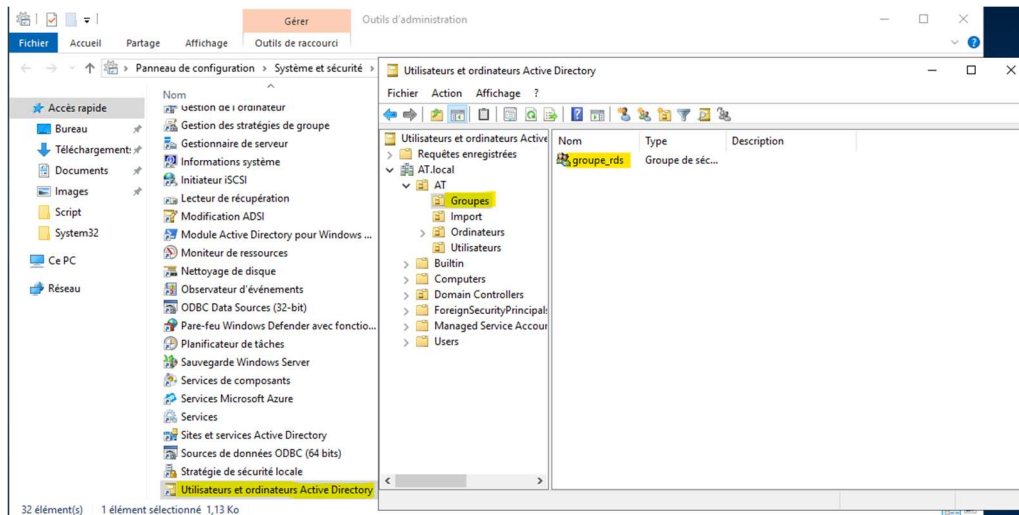 Gérer
Outils d'administration
Fichier Accueil Partage Affichage Outils de raccourci
Panneau de configuration > Système et sécurité >
Accès rapide
Bureau
Téléchargement:
Documents
Images
Script
System32
Ce PC
Réseau
Nom
Gestion de l'ordinateur
Gestion des stratégies de groupe
Gestionnaire de serveur
Informations système
Initiateur iSCSI
Lecteur de récupération
Modification ADSI
Module Active Directory pour Windows ...
Moniteur de ressources
Nettoyage de disque
Observateur d'événements
ODBC Data Sources (32-bit)
Pare-feu Windows Defender avec fonctio...
Planificateur de tâches
Sauvegarde Windows Server
Services de composants
Services Microsoft Azure
Services
Sites et services Active Directory
Sources de données ODBC (64 bits)
Stratégie de sécurité locale
Utilisateurs et ordinateurs Active Directory
32 élément(s) 1 élément sélectionné 1,13 Ko
Utilisateurs et ordinateurs Active Directory
Fichier Action Affichage ?
Utilisateurs et ordinateurs Active
Requêtes enregistrées
AT.local
AT
Groupes
Import
Ordinateurs
Utilisateurs
Builtin
Computers
Domain Controllers
ForeignSecurityPrincipals
Managed Service Accour
Users
Nom Type Description
groupe_rds Groupe de séc...